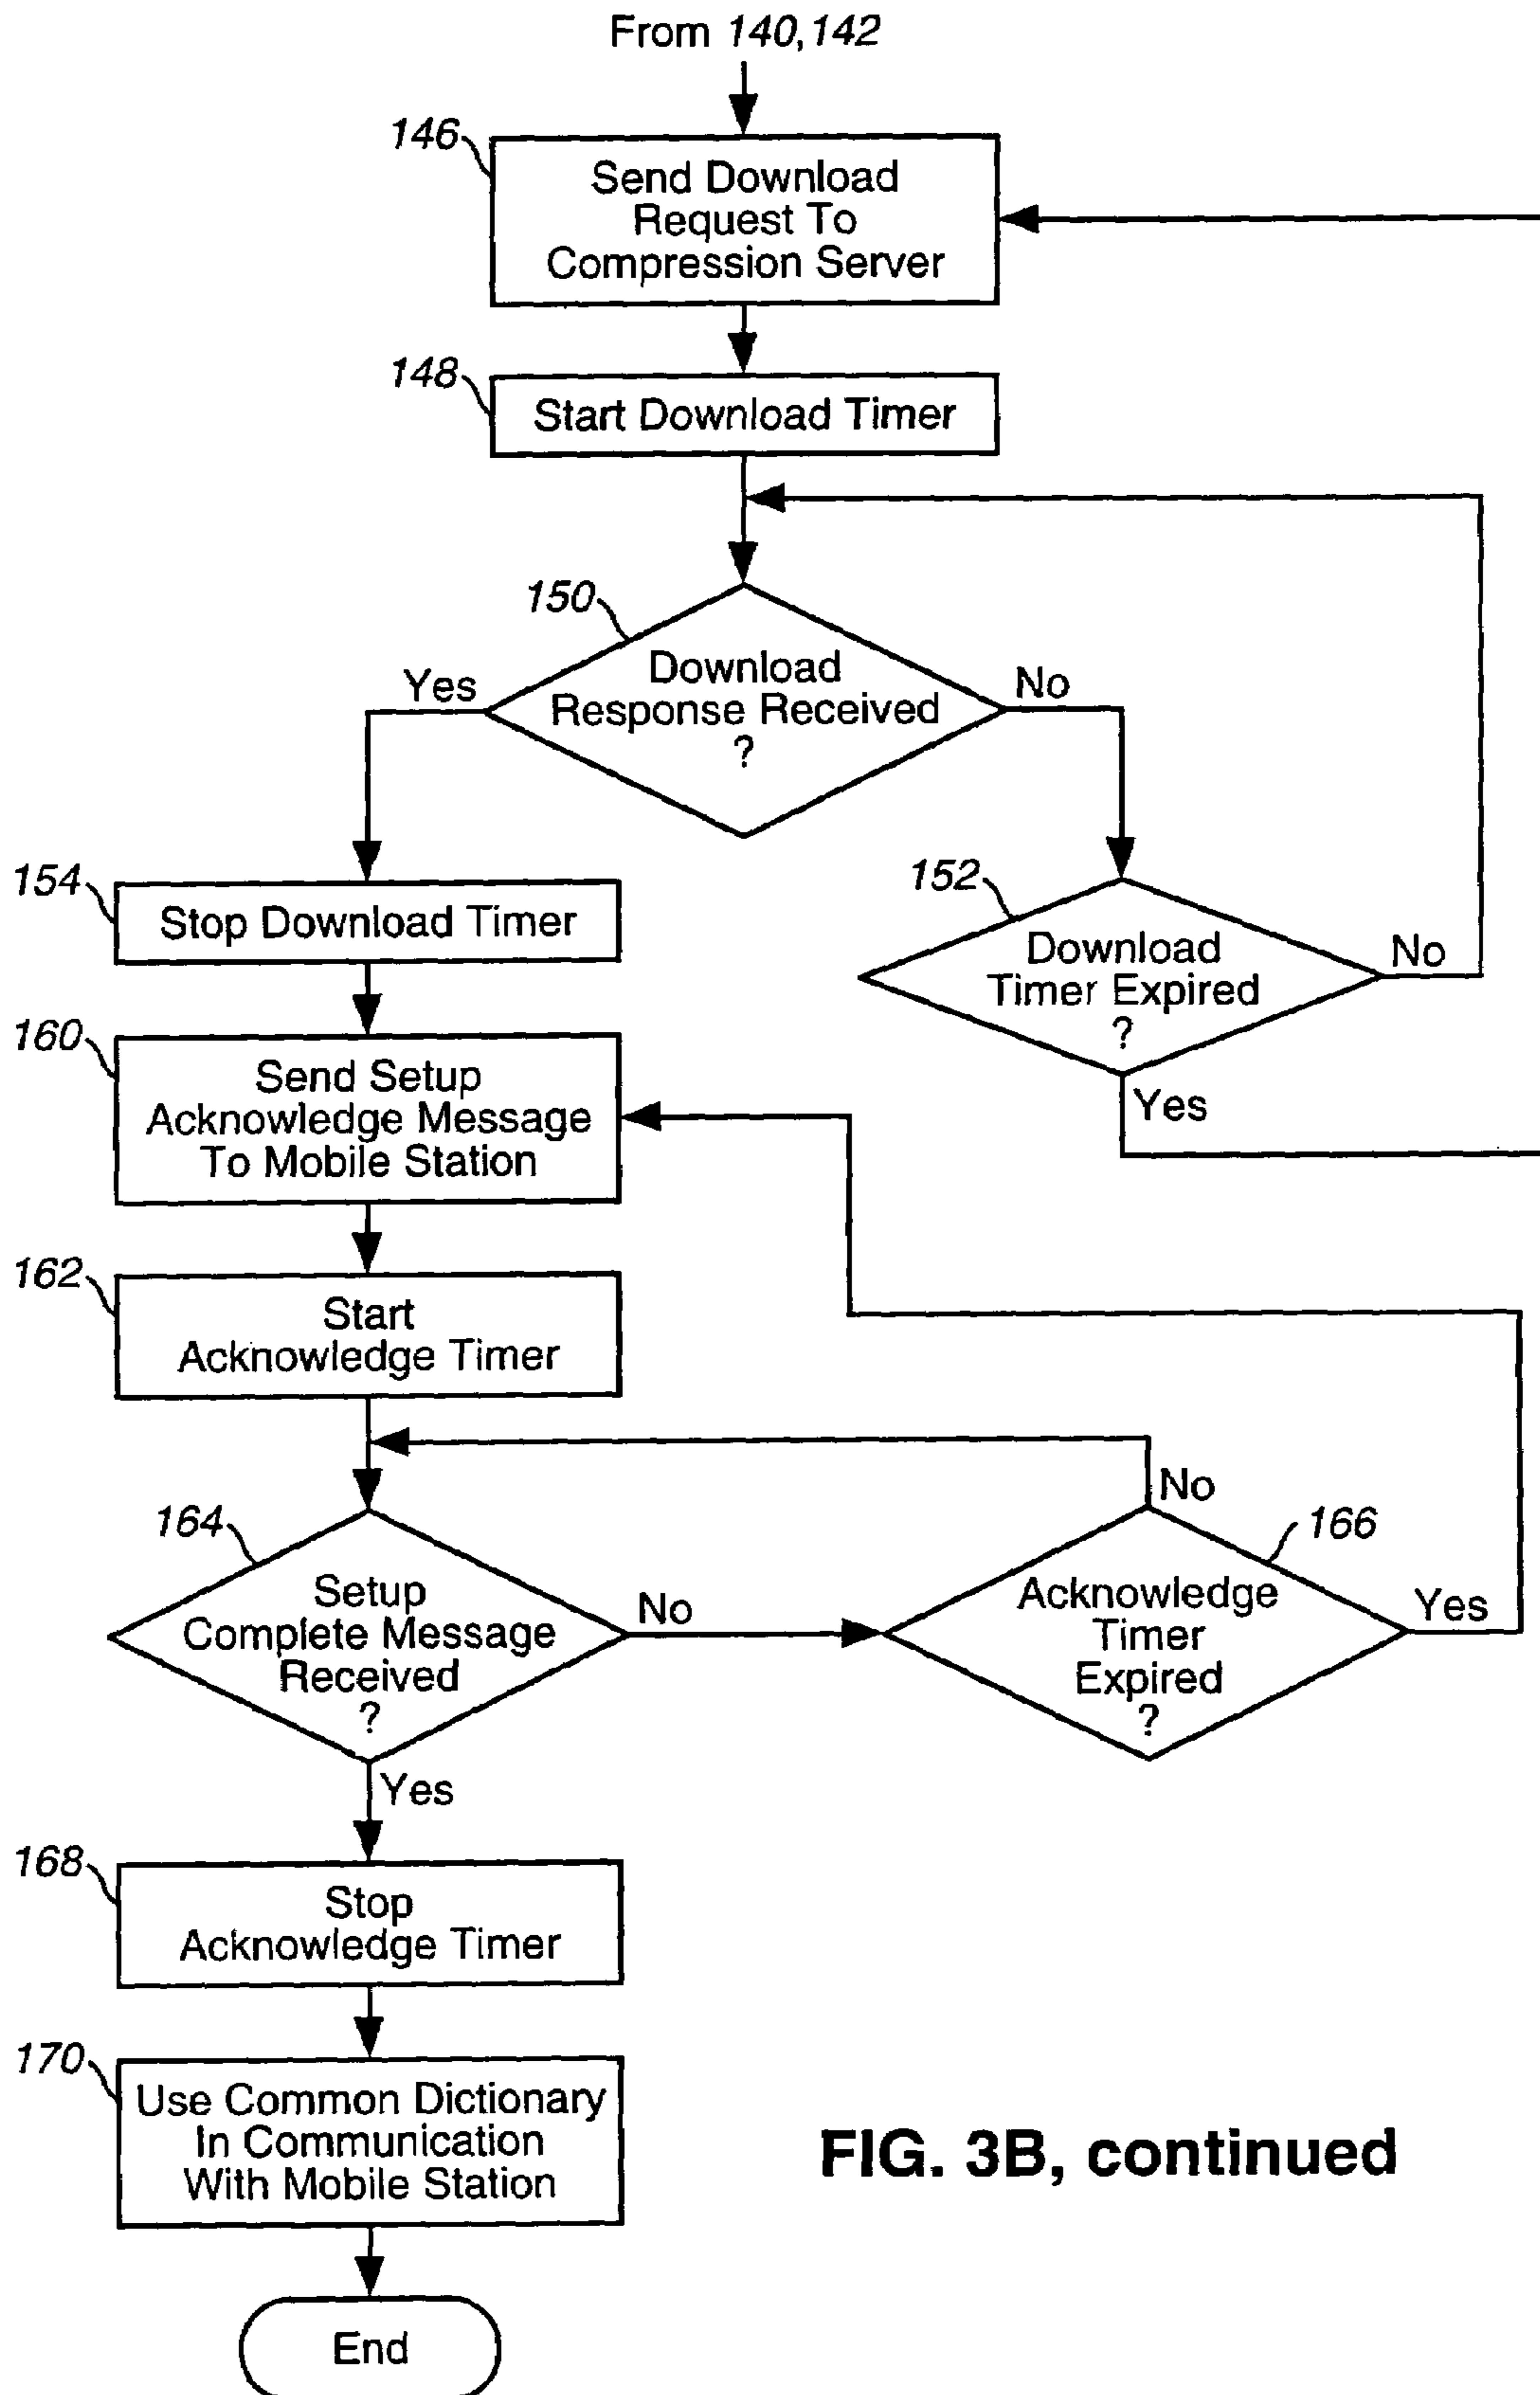 From 140, 142
146
Send Download
Request To
Compression Server
148
Start Download Timer
150
Download
Response Received
?
Yes
No
154
Stop Download Timer
152
Download
Timer Expired
?
No
Yes
160
Send Setup
Acknowledge Message
To Mobile Station
162
Start
Acknowledge Timer
164
Setup
Complete Message
Received
?
No
Yes
166
Acknowledge
Timer
Expired
?
No
Yes
168
Stop
Acknowledge Timer
170
Use Common Dictionary
In Communication
With Mobile Station
End
FIG. 3B, continued